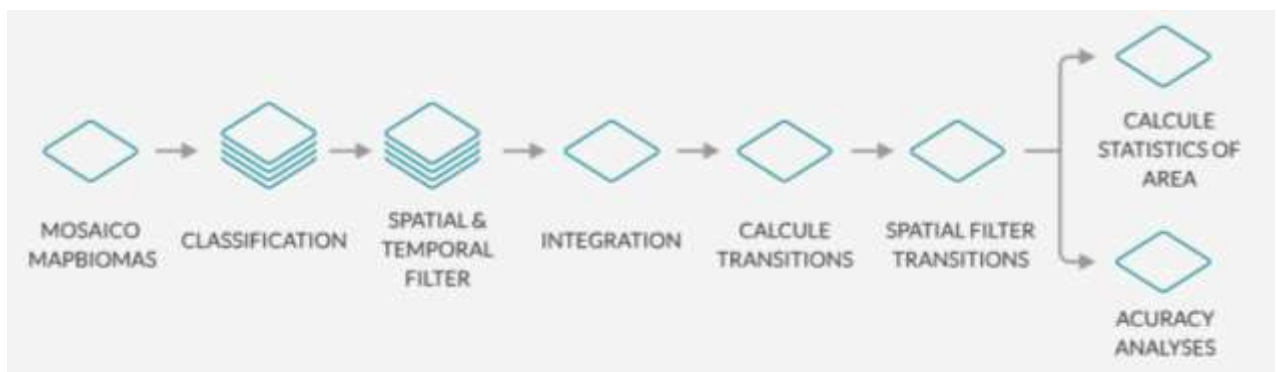 MOSAICO
MAPBIOMAS
CLASSIFICATION
SPATIAL &
TEMPORAL
FILTER
INTEGRATION
CALCULE
TRANSITIONS
SPATIAL FILTER
TRANSITIONS
CALCULE
STATISTICS OF
AREA
ACURACY
ANALYSES